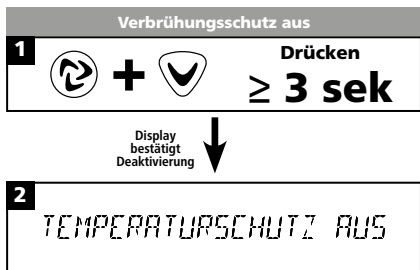 Verbrühungsschutz aus
1
+
Drücken
≥ 3 sek
Display
bestätigt
Deaktivierung
2
TEMPERATURSCHUTZ AUS